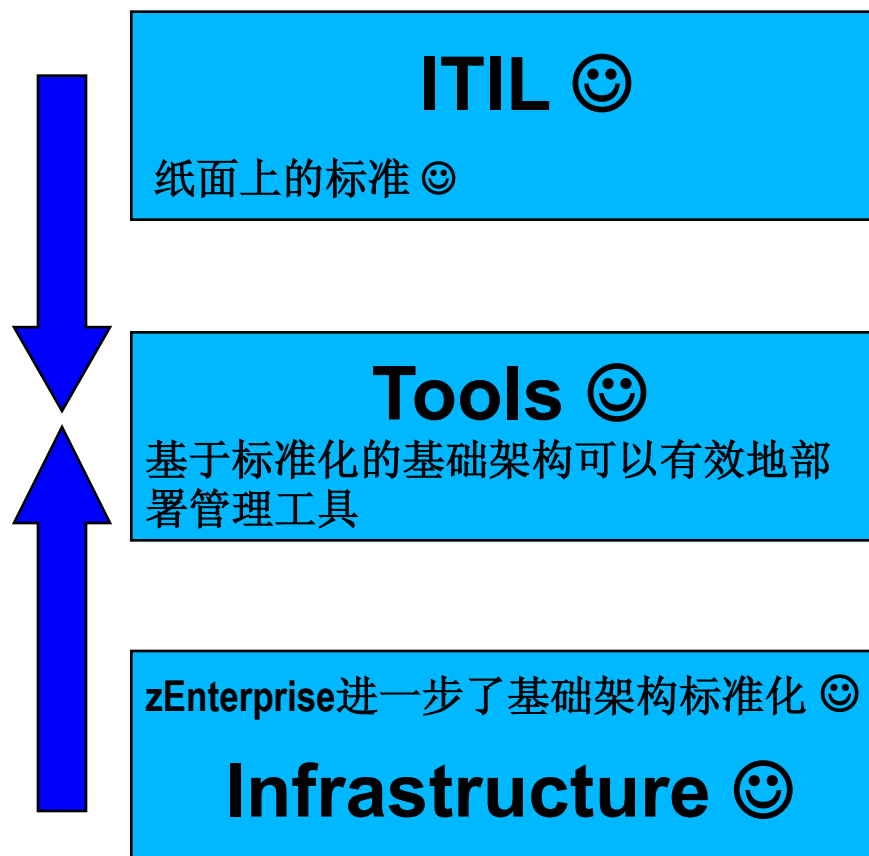 ITIL ☺
纸面上的标准 ☺
Tools ☺
基于标准化的基础架构可以有效地部
署管理工具
zEnterprise进一步了基础架构标准化 ☺
Infrastructure ☺